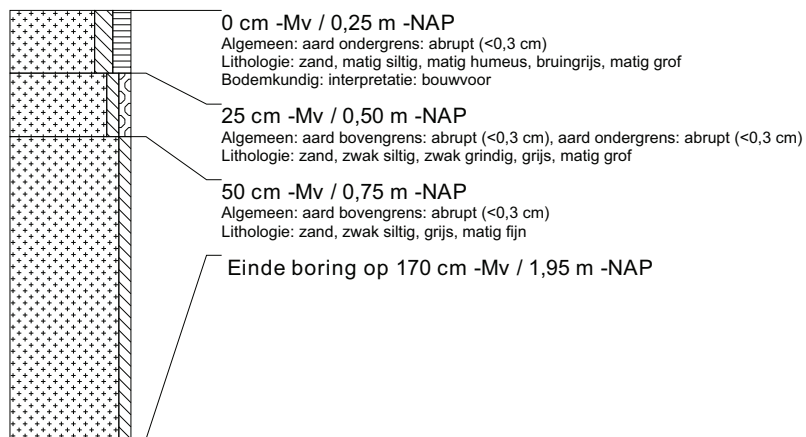 0 cm -Mv / 0,25 m -NAP
Algemeen: aard ondergrens: abrupt (<0,3 cm)
Lithologie: zand, matig siltig, matig humeus, bruingrijs, matig grof
Bodemkundig: interpretatie: bouwvoor
25 cm -Mv / 0,50 m -NAP
Algemeen: aard bovengrens: abrupt (<0,3 cm), aard ondergrens: abrupt (<0,3 cm)
Lithologie: zand, zwak siltig, zwak grindig, grijs, matig grof
50 cm -Mv / 0,75 m -NAP
Algemeen: aard bovengrens: abrupt (<0,3 cm)
Lithologie: zand, zwak siltig, grijs, matig fijn
Einde boring op 170 cm -Mv / 1,95 m -NAP